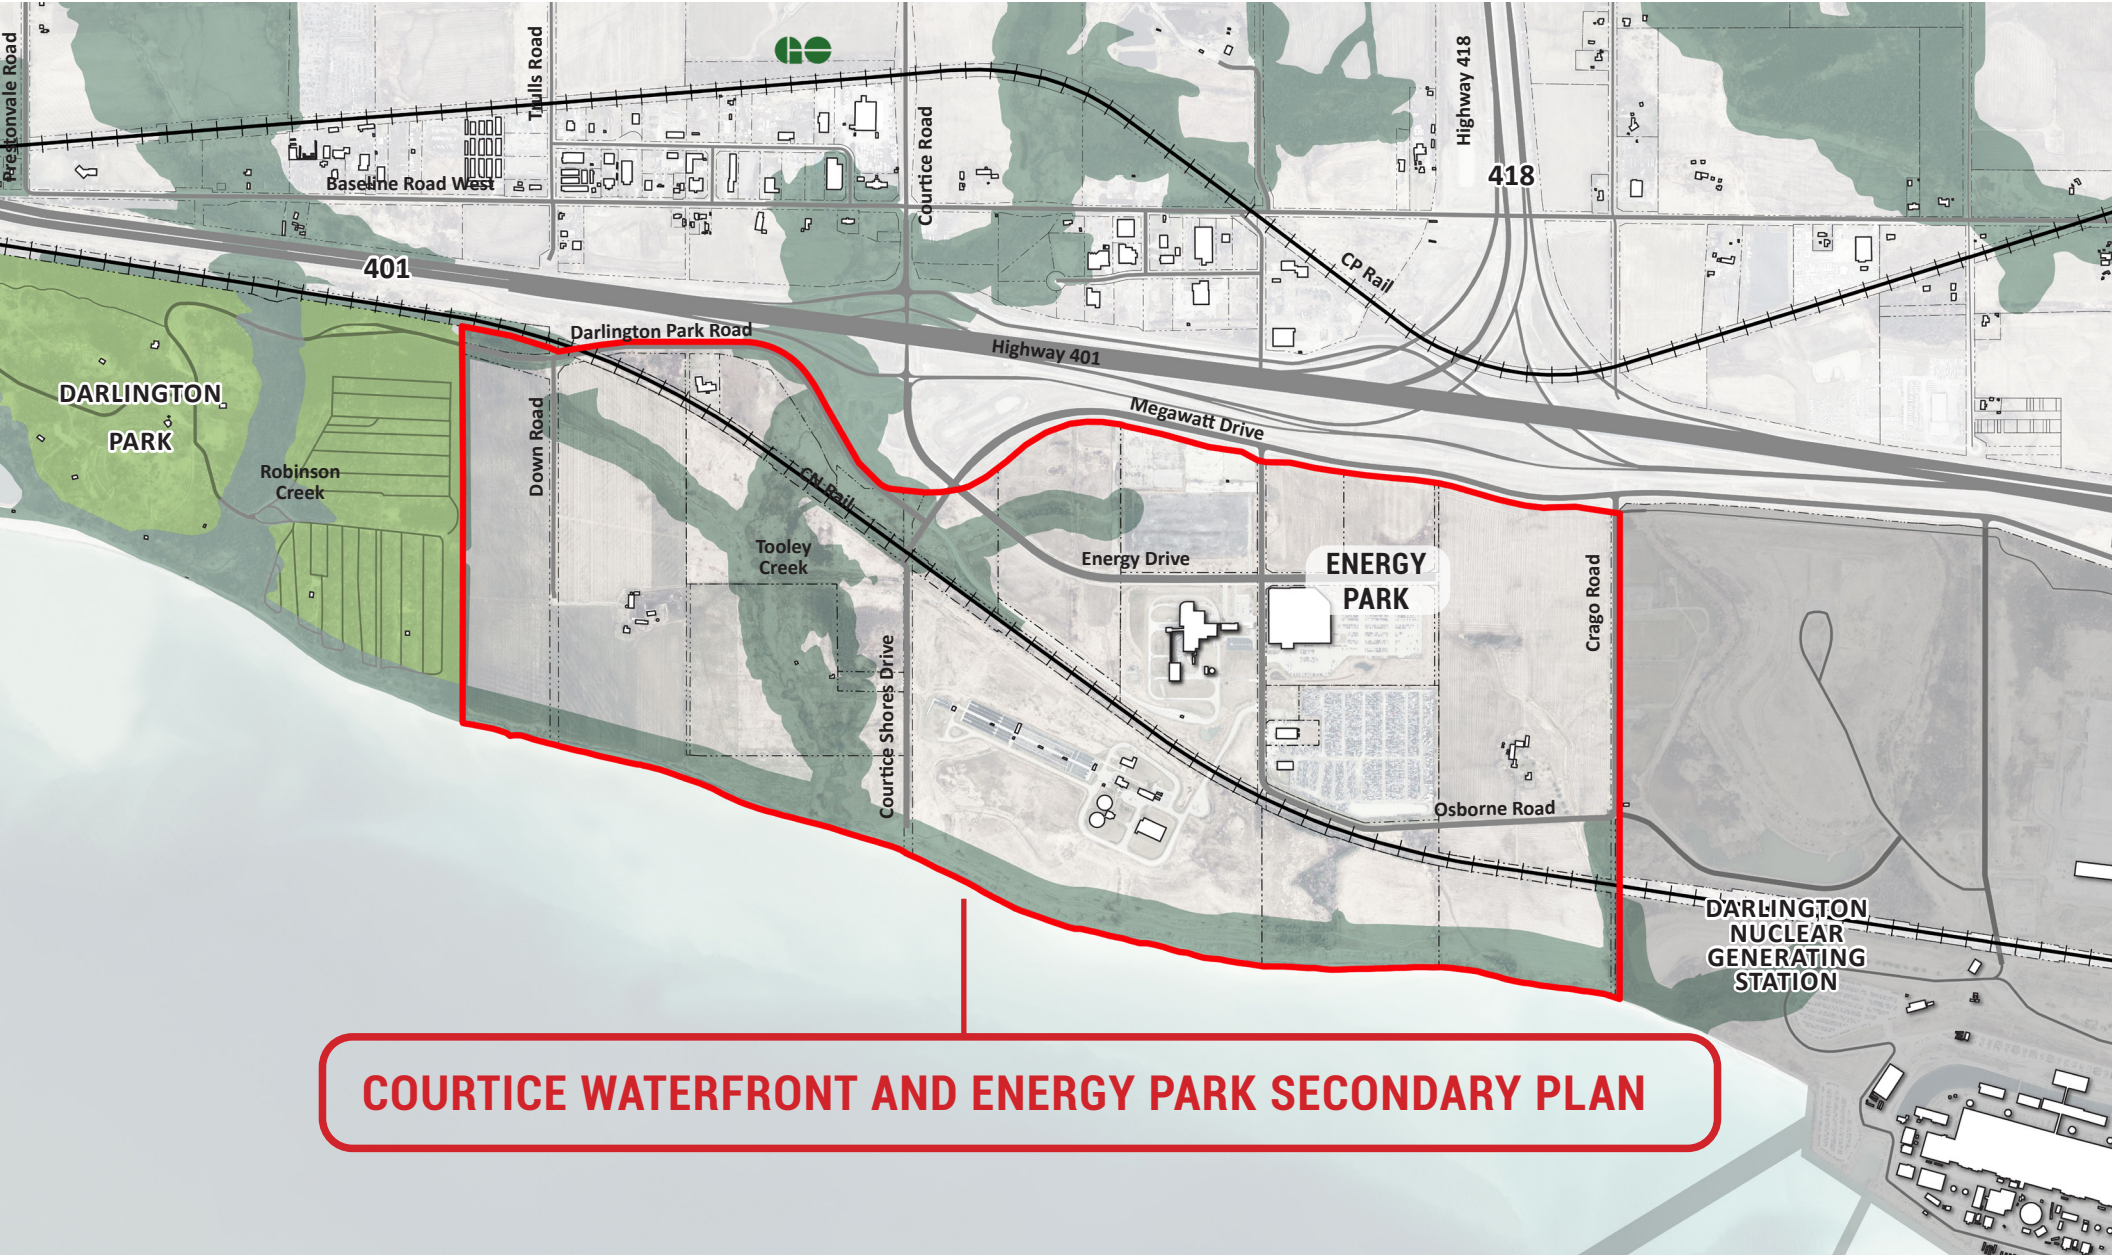 Prestonvale Road
Trulls Road
GO
Courtice Road
Highway 418
418
Baseline Road West
401
CP Rail
Darlington Park Road
Highway 401
DARLINGTON
PARK
Megawatt Drive
Robinson
Creek
Down Road
CN Rail
Tooley
Creek
Energy Drive
ENERGY
PARK
Crago Road
Courtice Shores Drive
Osborne Road
DARLINGTON
NUCLEAR
GENERATING
STATION
COURTICE WATERFRONT AND ENERGY PARK SECONDARY PLAN